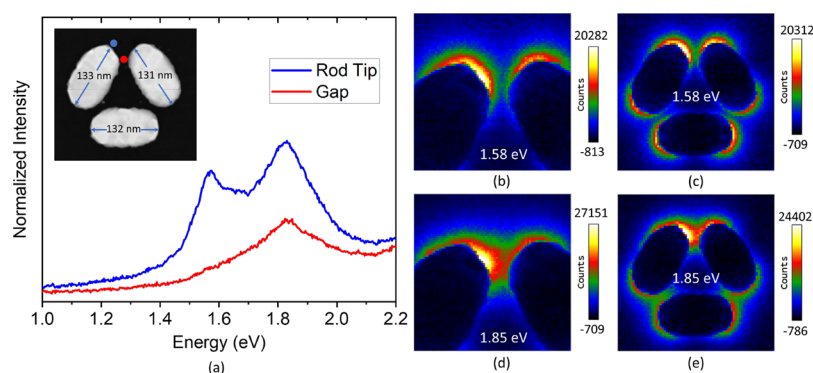 133 nm
131 nm
132 nm
Rod Tip
Gap
Normalized Intensity
1.0 1.2 1.4 1.6 1.8 2.0 2.2
Energy (eV)
(a)
1.58 eV
20282
counts
-813
(b)
1.58 eV
20312
counts
-709
(c)
1.85 eV
27151
counts
-709
(d)
1.85 eV
24402
counts
-786
(e)